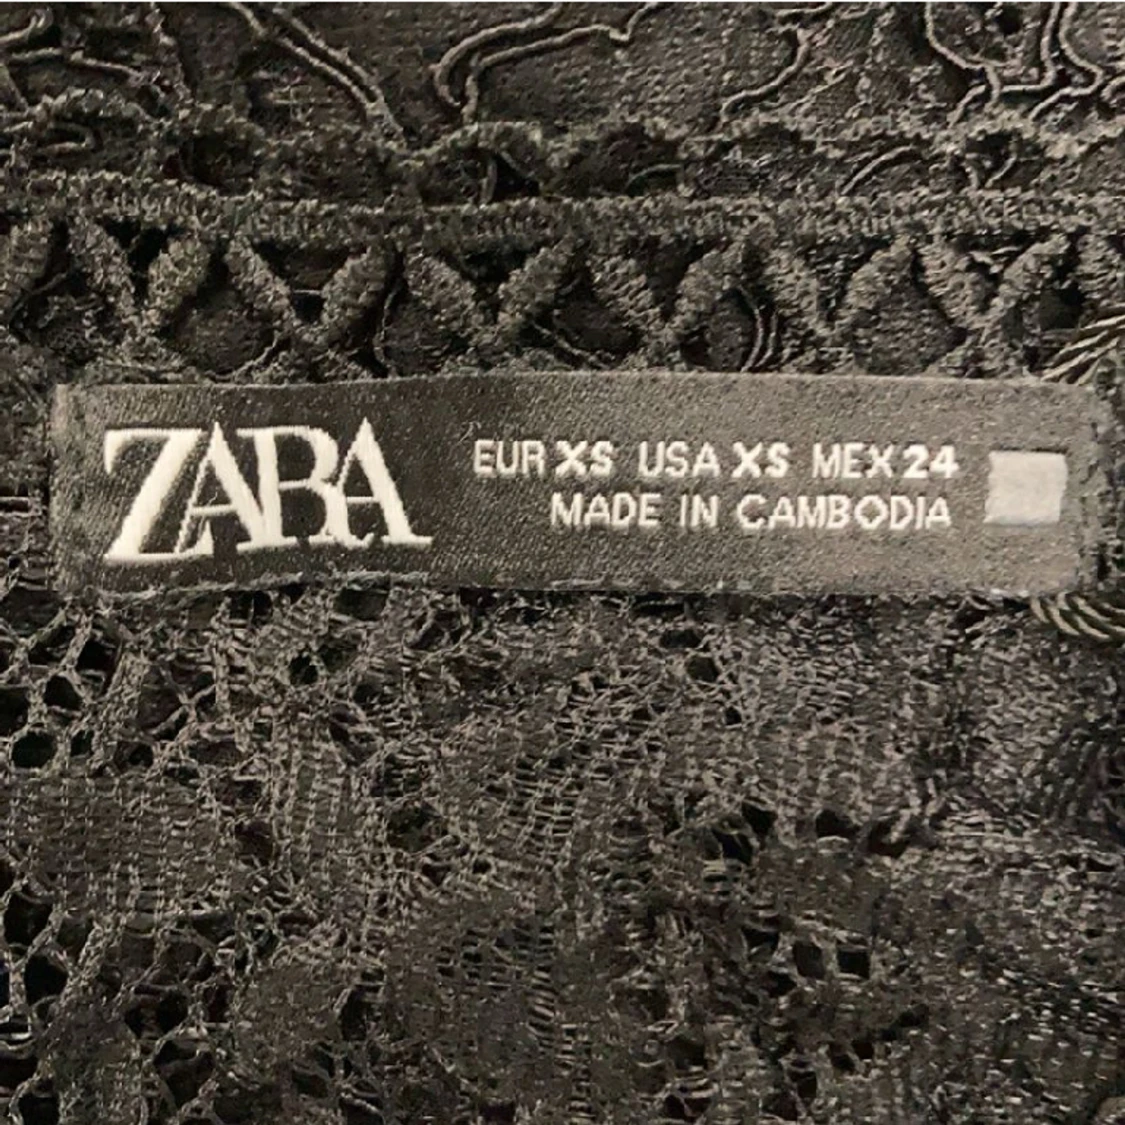 ZARA
EUR XS USA XS MEX 24
MADE IN CAMBODIA